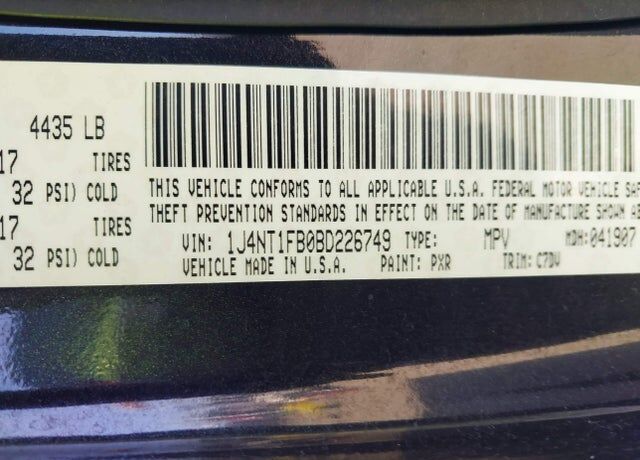 4435 LB
17 TIRES
32 PSI) COLD
17 TIRES
32 PSI) COLD
THIS VEHICLE CONFORMS TO ALL APPLICABLE U.S.A. FEDERAL MOTOR VEHICLE SAF
THEFT PREVENTION STANDARDS IN EFFECT ON THE DATE OF MANUFACTURE SHOWN A
VIN: 1J4NT1FB0BD226749 TYPE: MPV MDH:041907
VEHICLE MADE IN U.S.A. PAINT: PXR TRIM: C7DV